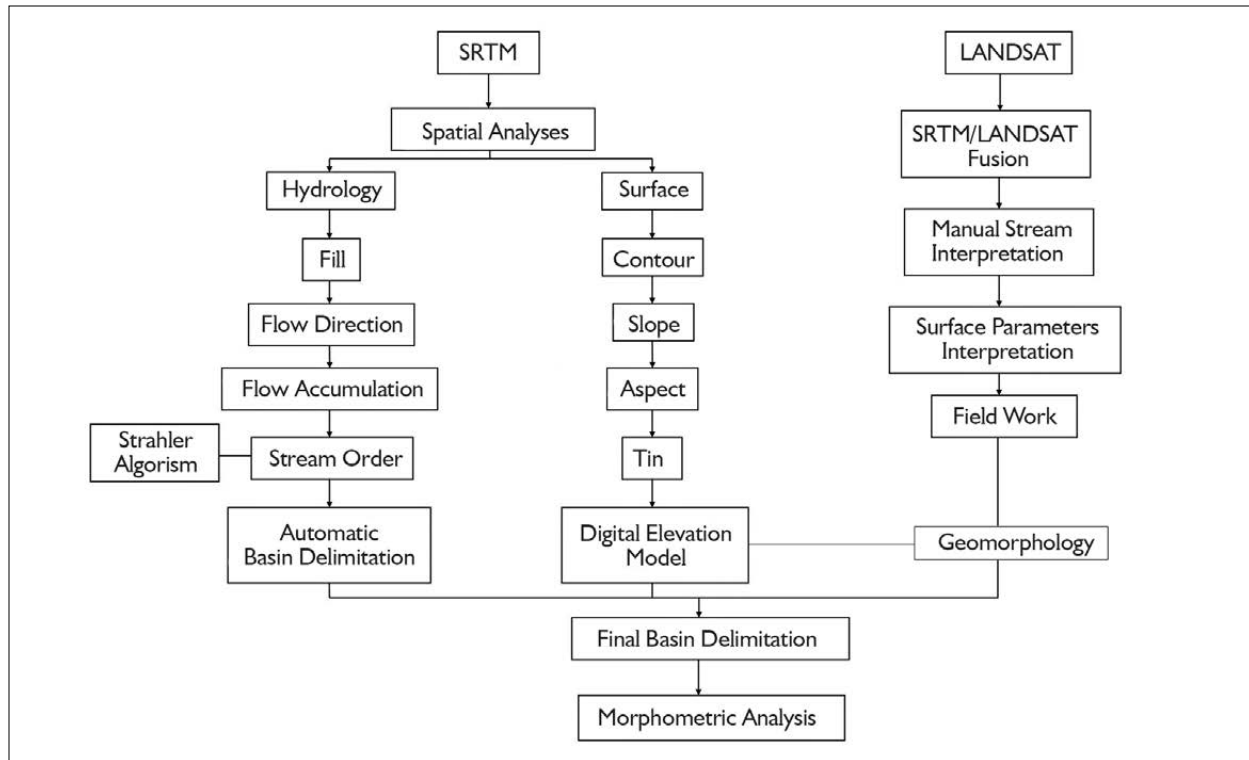 SRTM
LANDSAT
Spatial Analyses
SRTM/LANDSAT
Fusion
Hydrology
Surface
Manual Stream
Interpretation
Fill
Contour
Flow Direction
Slope
Surface Parameters
Interpretation
Flow Accumulation
Aspect
Field Work
Strahler
Algorism
Stream Order
Tin
Automatic
Basin Delimitation
Digital Elevation
Model
Geomorphology
Final Basin Delimitation
Morphometric Analysis